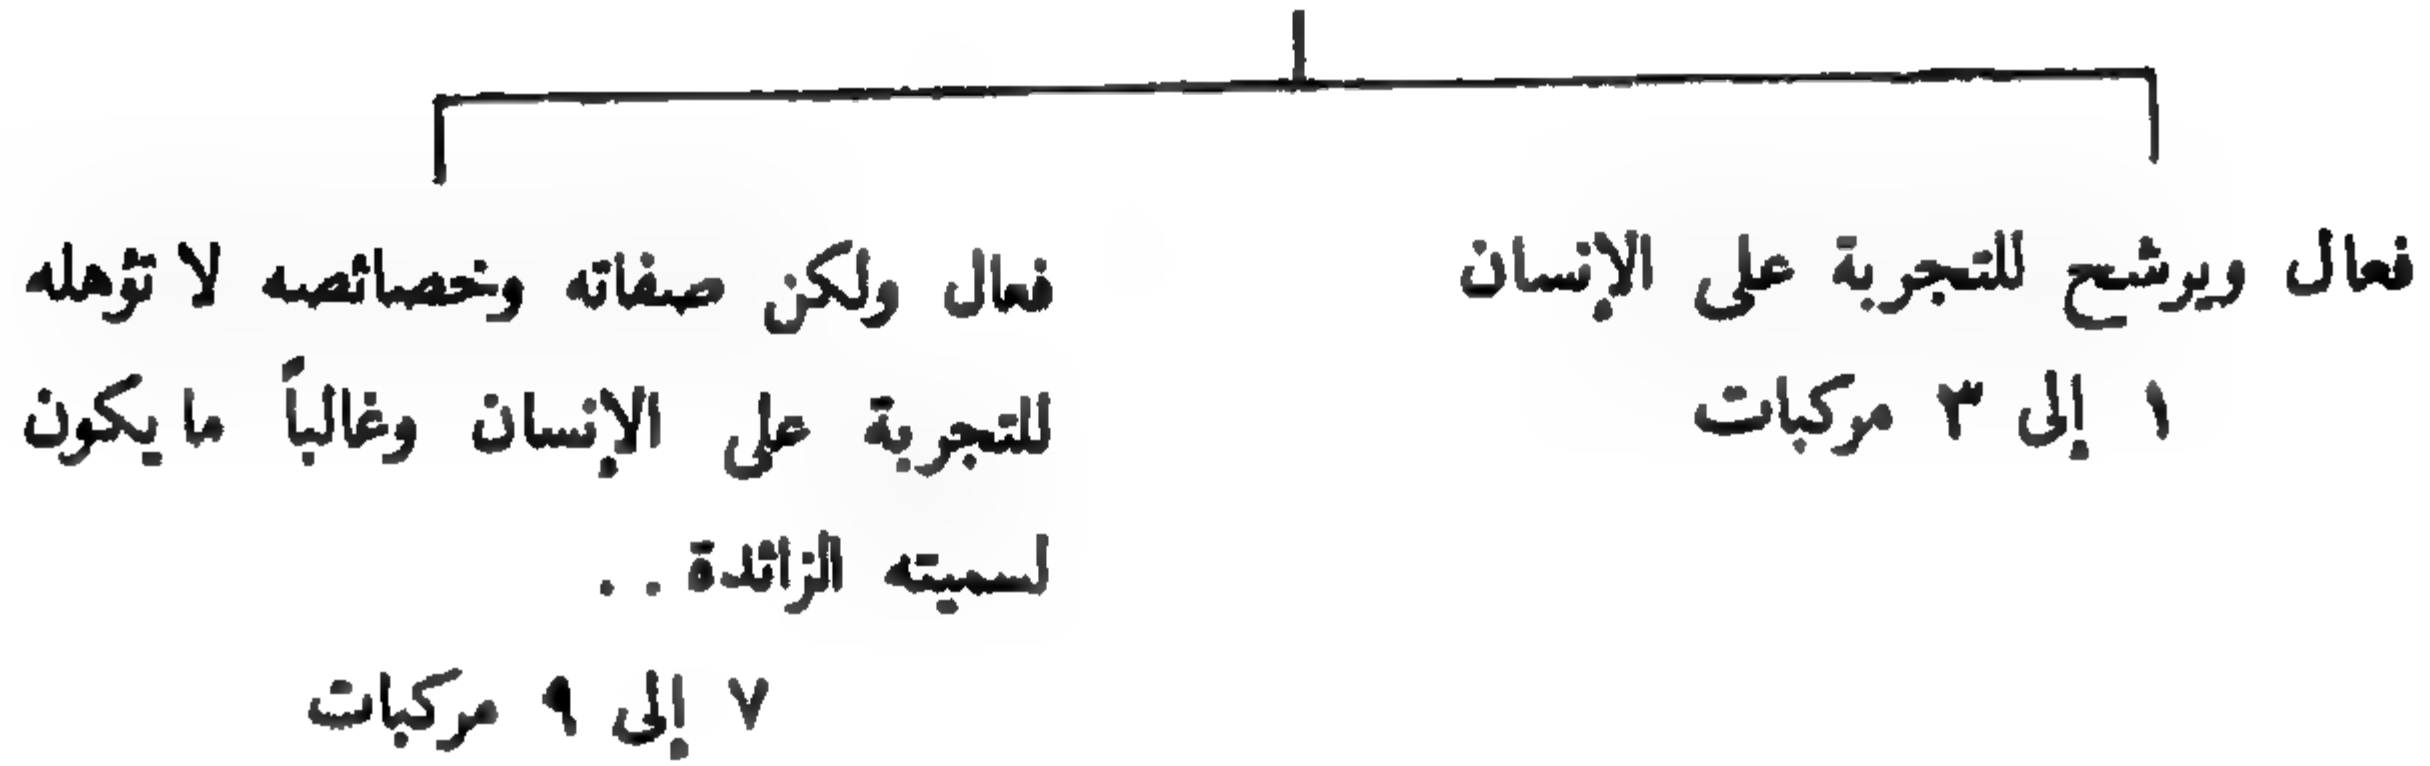 فعال ويرشح للتجربة على الإنسان
١ إلى ٣ مركبات
فعال ولكن صفاته وخصائصه لا تؤهله
للتجربة على الإنسان وغالباً ما يكون
لسميته الزائدة . .
٧ إلى ٩ مركبات